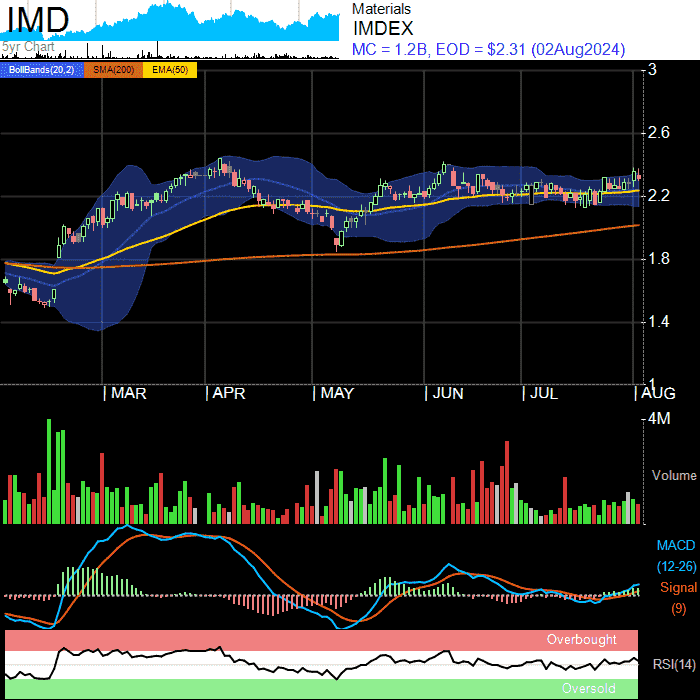 IMD
5yr Chart
Materials
IMDEX
MC = 1.2B, EOD = $2.31 (02Aug2024)
BollBands(20,2) SMA(200) EMA(50)
3
2.6
2.2
1.8
1.4
1
MAR APR MAY JUN JUL AUG
4M
Volume
MACD
(12-26)
Signal
(9)
Overbought
RSI(14)
Oversold